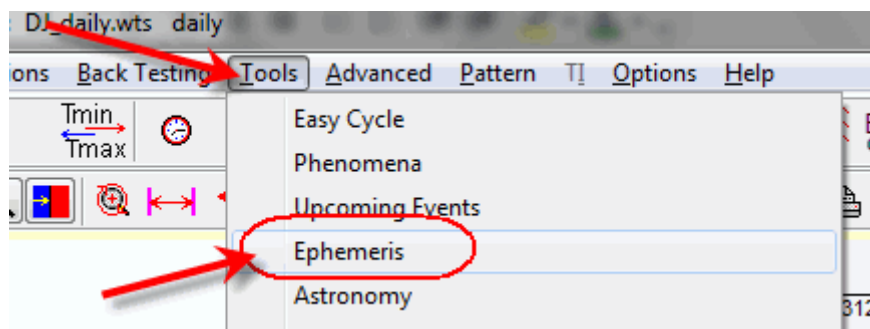 DJ_daily.wts daily
ions Back Testing Tools Advanced Pattern TI Options Help
Tmin
Tmax
Easy Cycle
Phenomena
Upcoming Events
Ephemeris
Astronomy
312